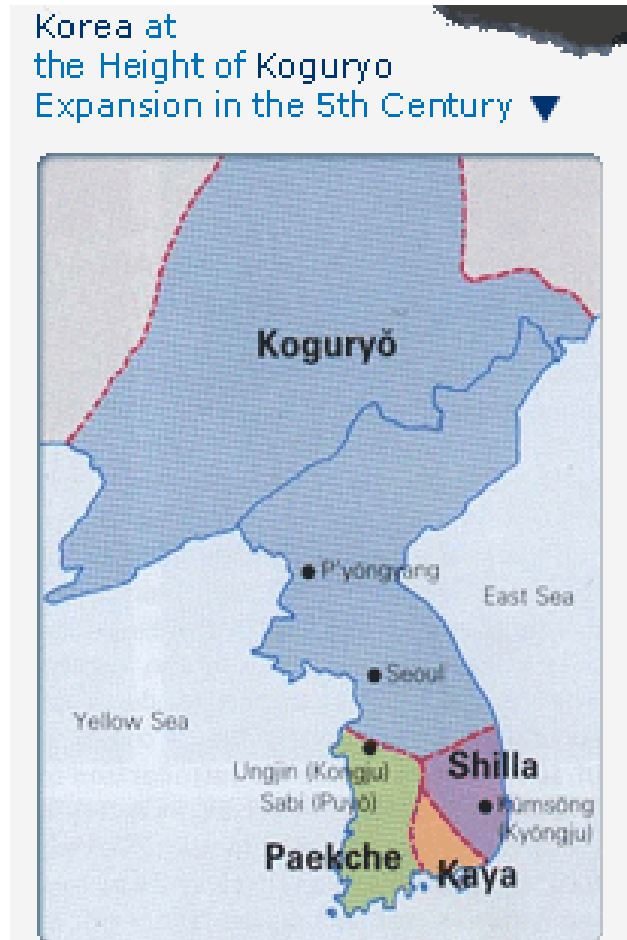 Korea at
the Height of Koguryo
Expansion in the 5th Century
Koguryŏ
P'yŏngyang
East Sea
Seoul
Yellow Sea
Shilla
Ungjin (Kongju)
Sabi (Puyŏ)
Kŭmsŏng
(Kyŏngju)
Paekche
Kaya